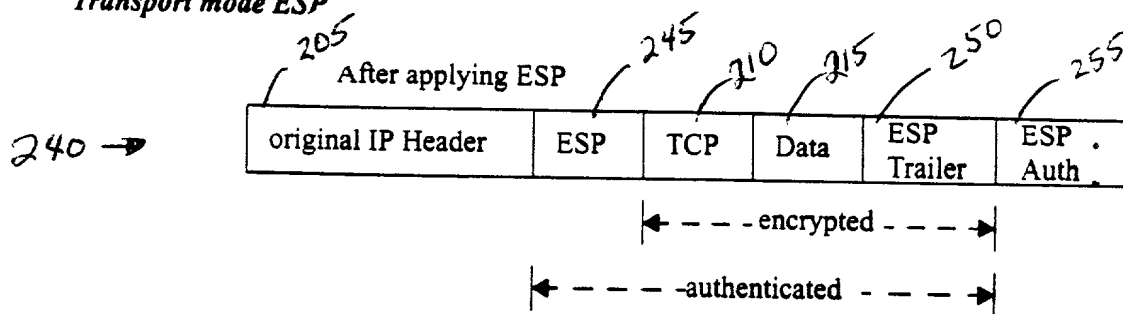 Transport mode ESP
205 245 210 215 250 255
After applying ESP
240
original IP Header ESP TCP Data ESP Trailer ESP Auth.
encrypted
authenticated